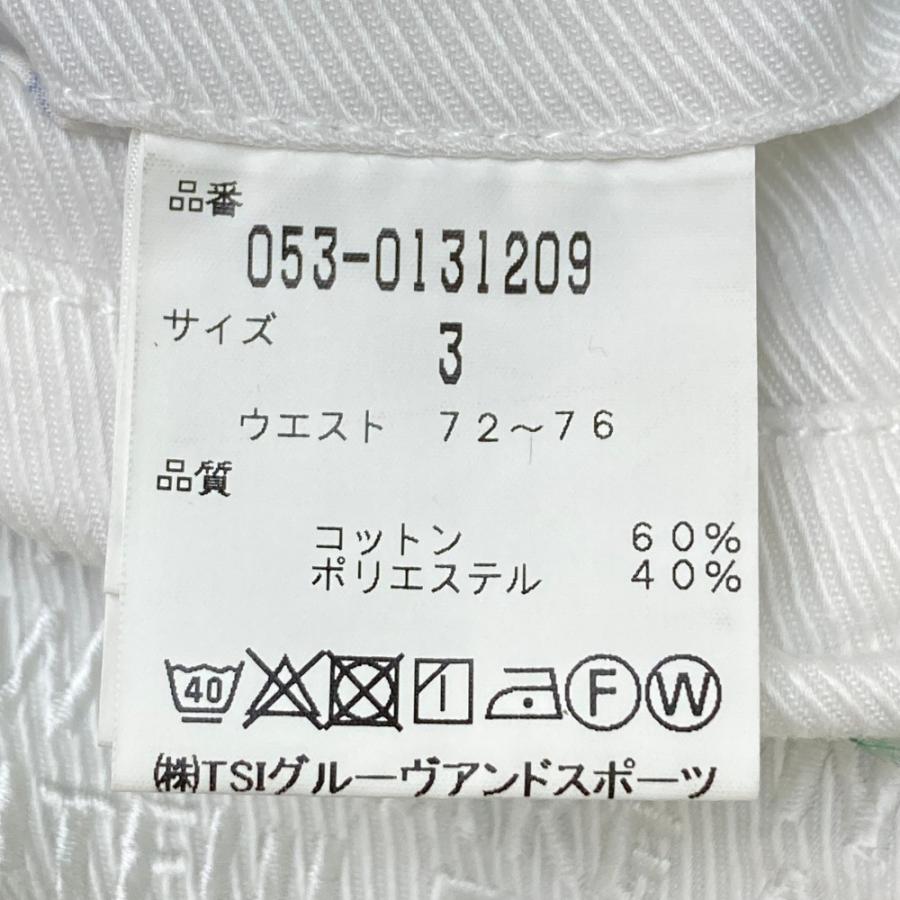 品番
053-0131209
サイズ
3
ウエスト 72~76
品質
コットン 60%
ポリエステル 40%
40 F W
㈱TSIグルーヴアンドスポーツ